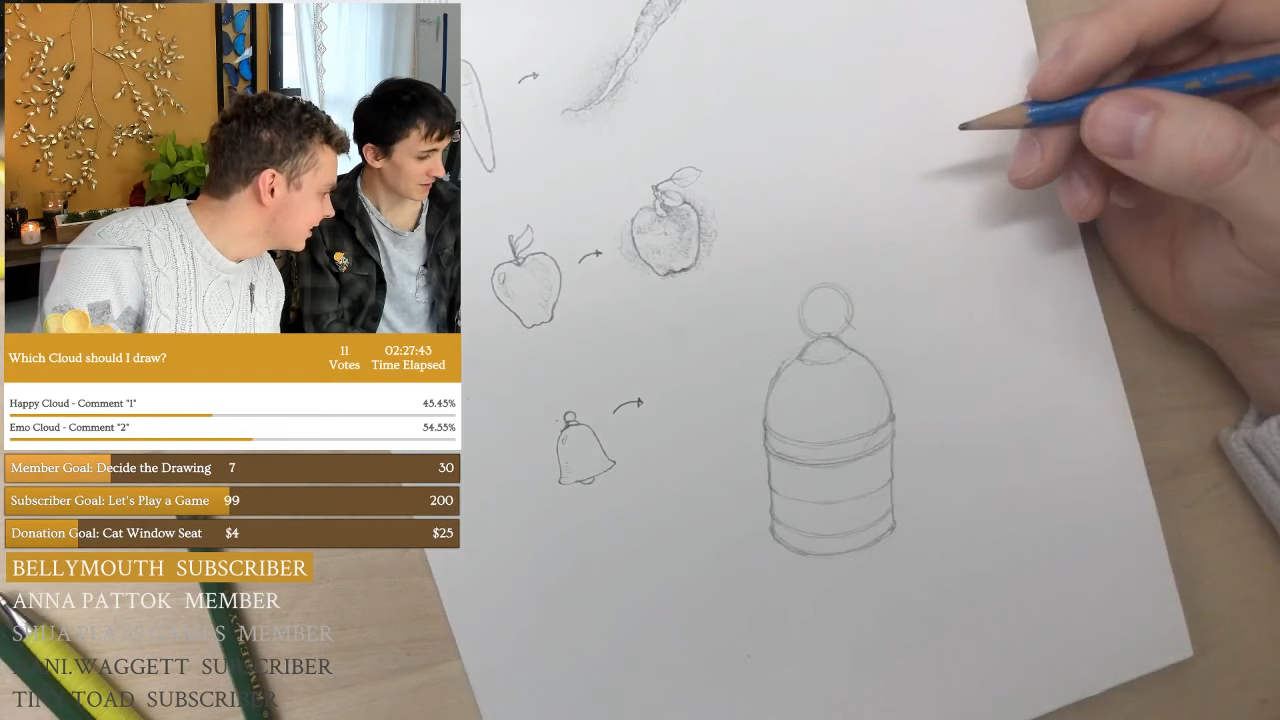 Which Cloud should I draw?
11 Votes
02:27:43 Time Elapsed
Happy Cloud - Comment "1" 45.45%
Emo Cloud - Comment "2" 54.55%
Member Goal: Decide the Drawing 7 30
Subscriber Goal: Let's Play a Game 99 200
Donation Goal: Cat Window Seat $4 $25
BELLYMOUTH SUBSCRIBER
ANNA PATTOK MEMBER
MEMBER
SUBSCRIBER
TOAD SUBSCRIBER